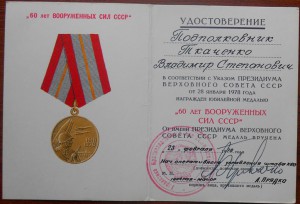 "60 ЛЕТ ВООРУЖЕННЫХ СИЛ СССР"
УДОСТОВЕРЕНИЕ
Подполковник
Ткаченко
Владимир Степанович
В СООТВЕТСТВИИ С УКАЗОМ ПРЕЗИДИУМА
ВЕРХОВНОГО СОВЕТА СССР
ОТ 28 ЯНВАРЯ 1978 ГОДА
НАГРАЖДЕН ЮБИЛЕЙНОЙ МЕДАЛЬЮ
"60 ЛЕТ ВООРУЖЕННЫХ
СИЛ СССР"
ОТ ИМЕНИ ПРЕЗИДИУМА ВЕРХОВНОГО
СОВЕТА СССР МЕДАЛЬ ВРУЧЕНА
"23" февраля